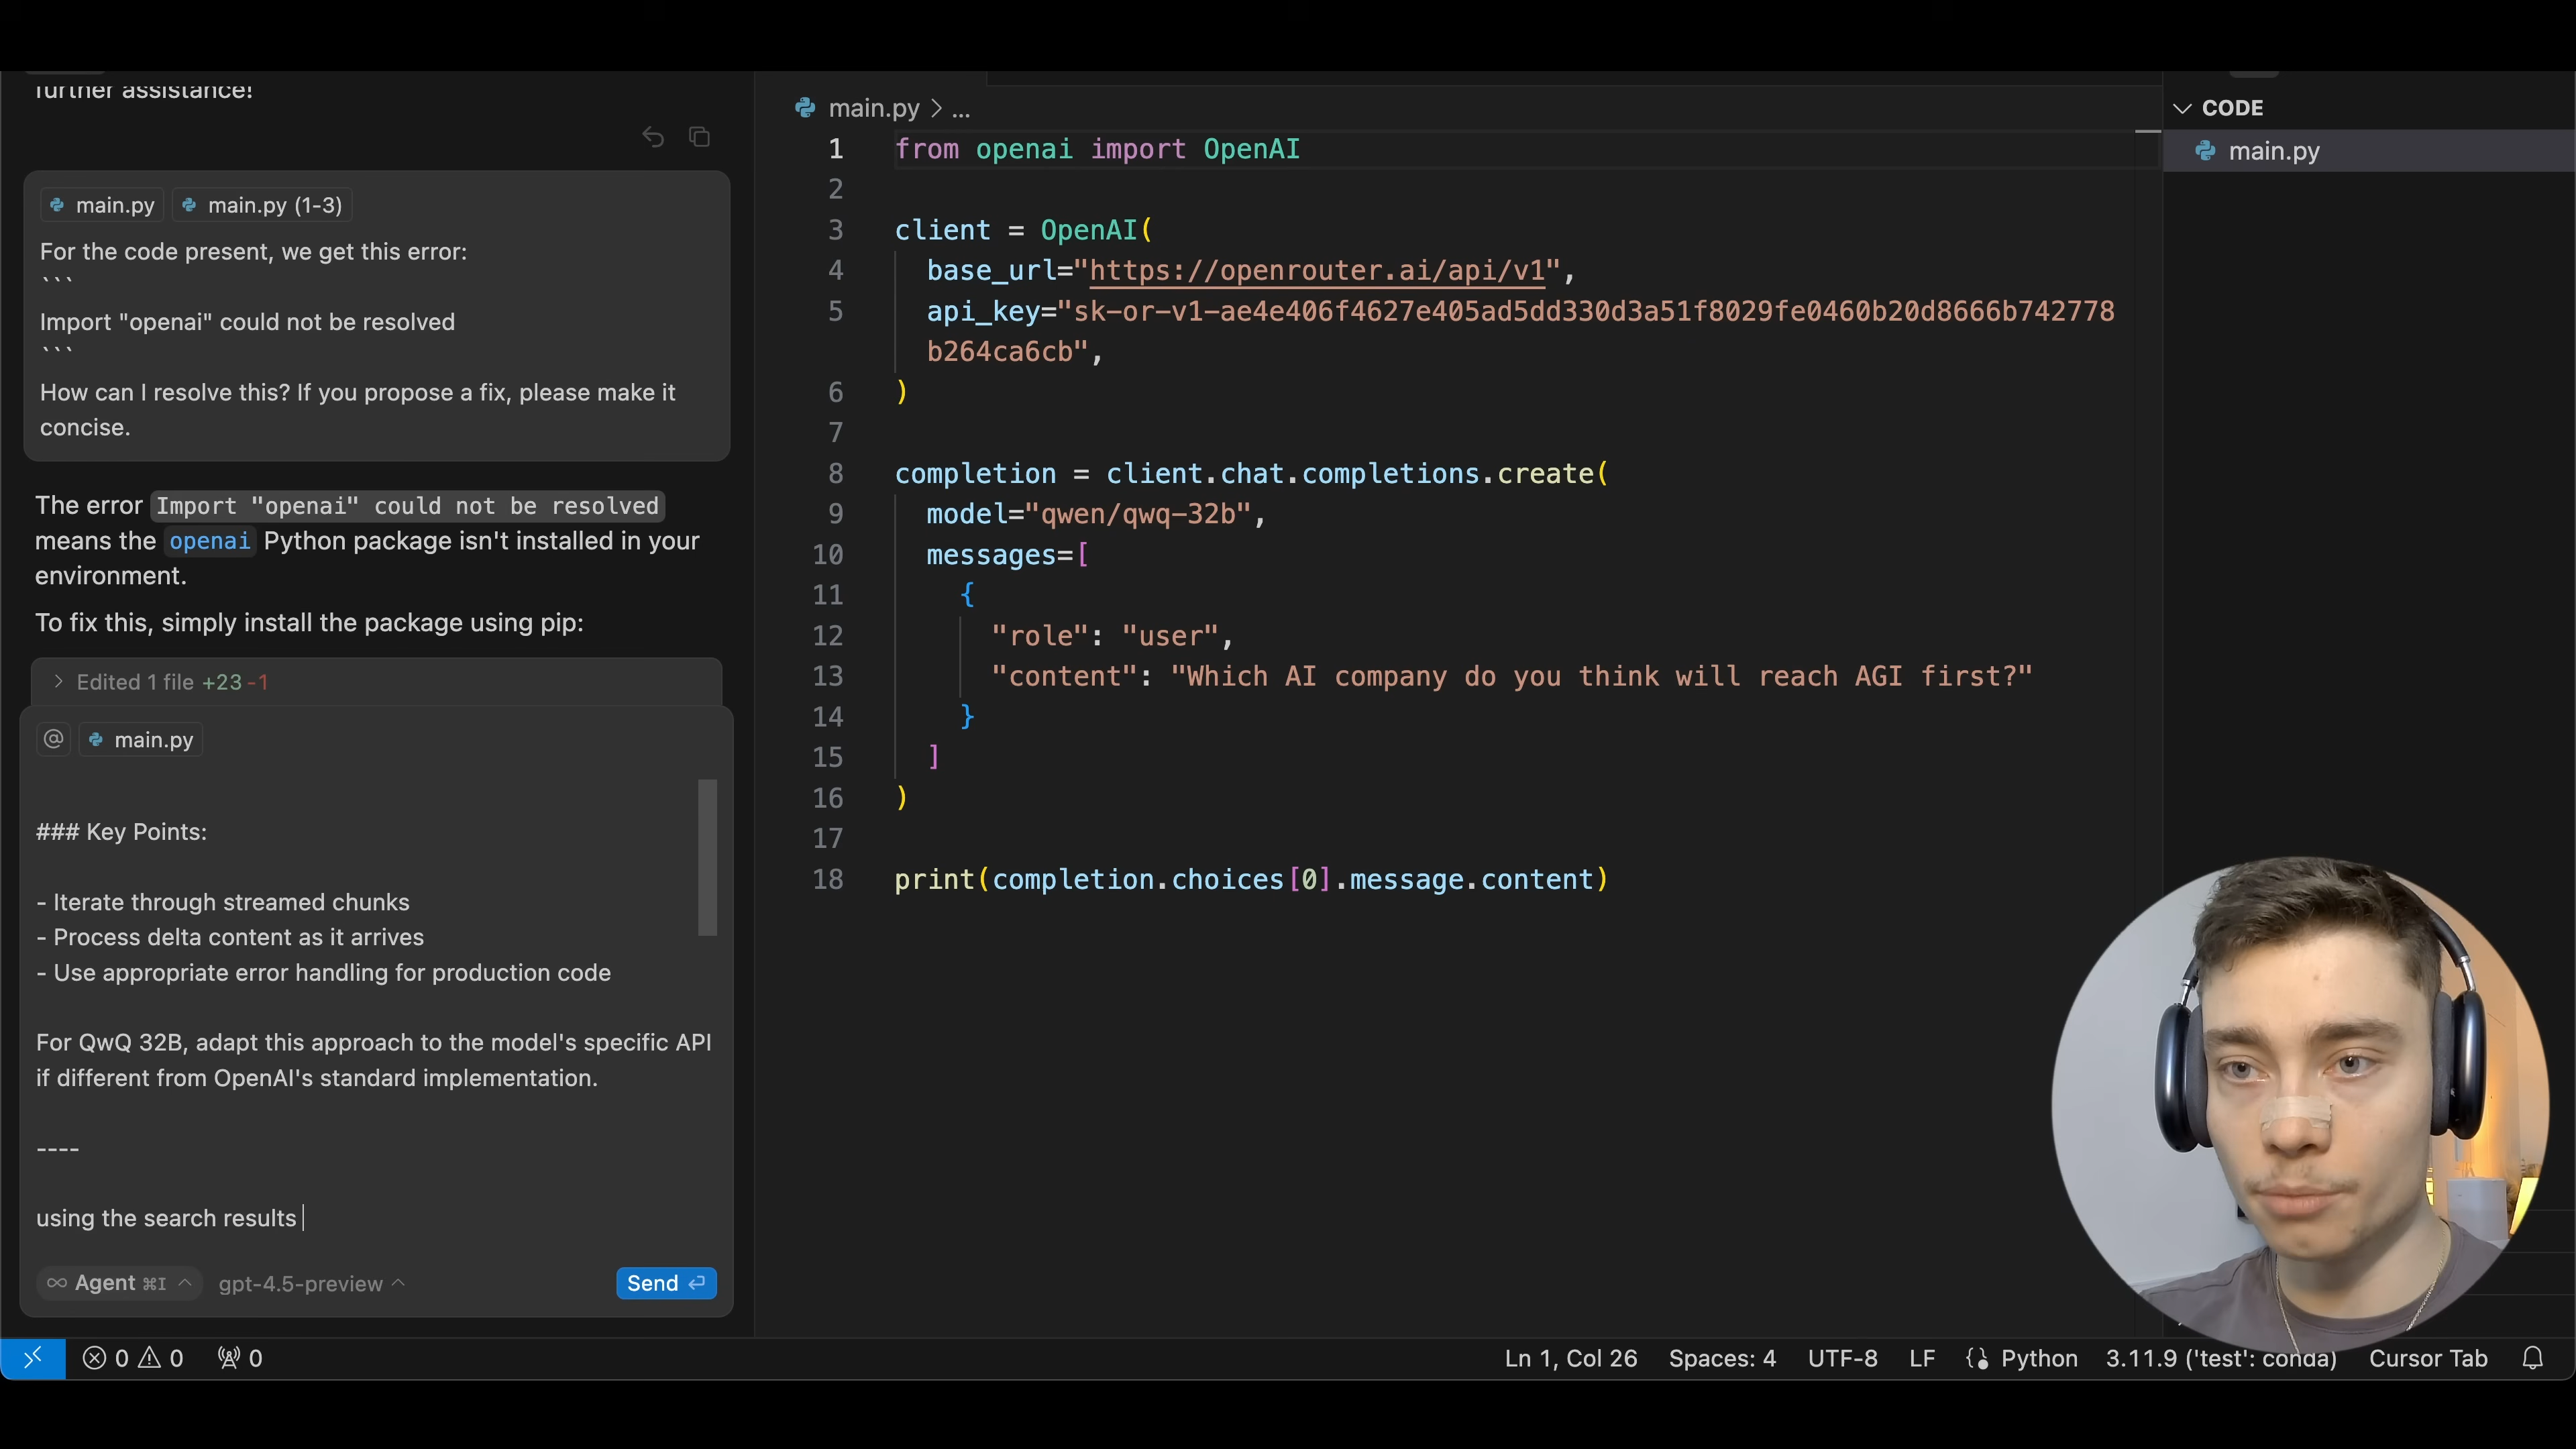 further assistance!
main.py main.py (1-3)
For the code present, we get this error:
```
Import "openai" could not be resolved
```
How can I resolve this? If you propose a fix, please make it
concise.
The error Import "openai" could not be resolved
means the openai Python package isn't installed in your
environment.
To fix this, simply install the package using pip:
> Edited 1 file +23 -1
@ main.py
### Key Points:
- Iterate through streamed chunks
- Process delta content as it arrives
- Use appropriate error handling for production code
For QwQ 32B, adapt this approach to the model's specific API
if different from OpenAI's standard implementation.
----
using the search results
∞ Agent ⌘I gpt-4.5-preview Send
main.py > ...
1 from openai import OpenAI
2
3 client = OpenAI(
4 base_url="https://openrouter.ai/api/v1",
5 api_key="sk-or-v1-ae4e406f4627e405ad5dd330d3a51f8029fe0460b20d8666b742778
b264ca6cb",
6 )
7
8 completion = client.chat.completions.create(
9 model="qwen/qwq-32b",
10 messages=[
11 {
12 "role": "user",
13 "content": "Which AI company do you think will reach AGI first?"
14 }
15 ]
16 )
17
18 print(completion.choices[0].message.content)
CODE
main.py
0 0 0 Ln 1, Col 26 Spaces: 4 UTF-8 LF Python 3.11.9 ('test': conda) Cursor Tab